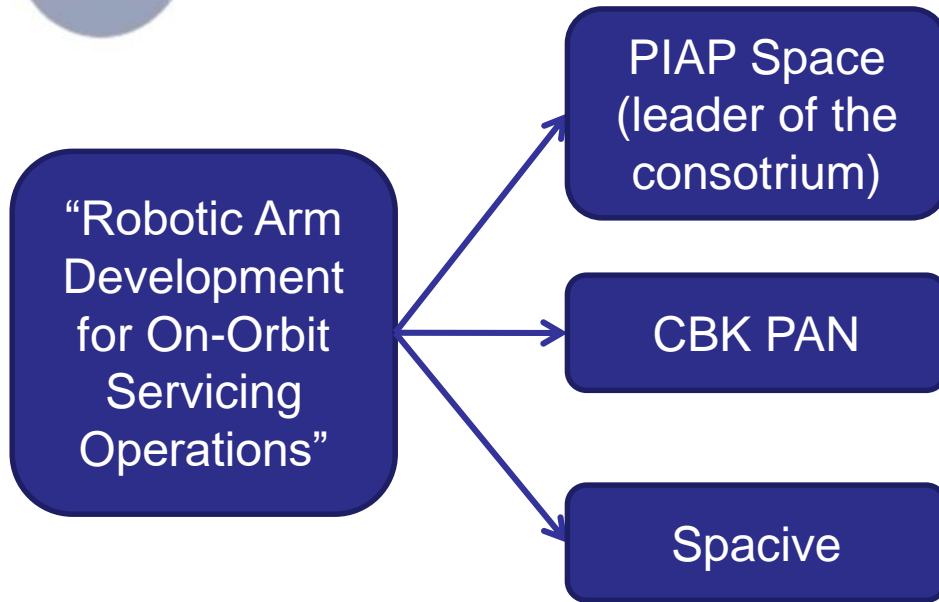 “Robotic Arm
Development
for On-Orbit
Servicing
Operations”
PIAP Space
(leader of the
consotrium)
CBK PAN
Spacive